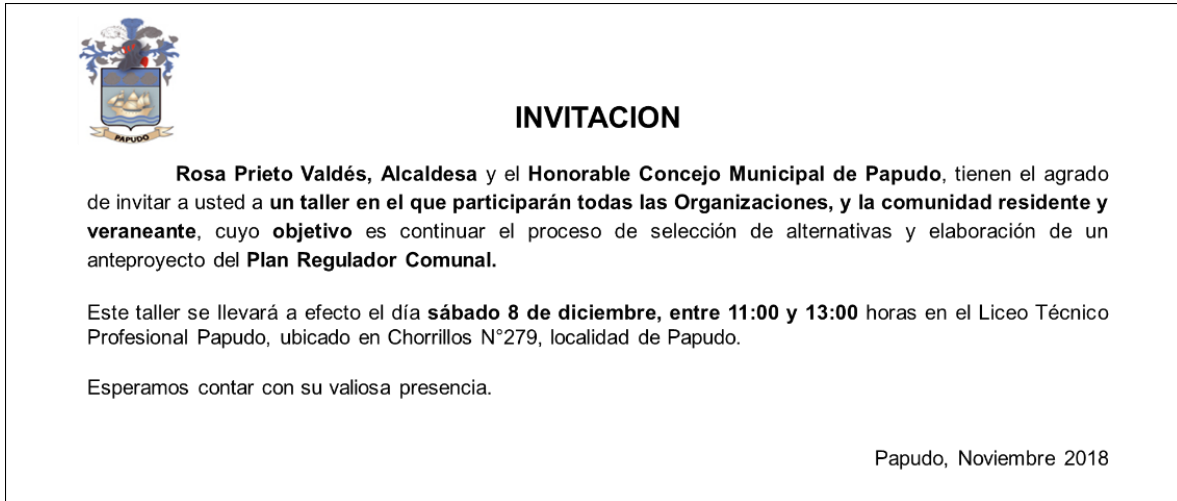 PAPUDO
INVITACION
Rosa Prieto Valdés, Alcaldesa y el Honorable Concejo Municipal de Papudo, tienen el agrado
de invitar a usted a un taller en el que participarán todas las Organizaciones, y la comunidad residente y
veraneante, cuyo objetivo es continuar el proceso de selección de alternativas y elaboración de un
anteproyecto del Plan Regulador Comunal.
Este taller se llevará a efecto el día sábado 8 de diciembre, entre 11:00 y 13:00 horas en el Liceo Técnico
Profesional Papudo, ubicado en Chorrillos N°279, localidad de Papudo.
Esperamos contar con su valiosa presencia.
Papudo, Noviembre 2018